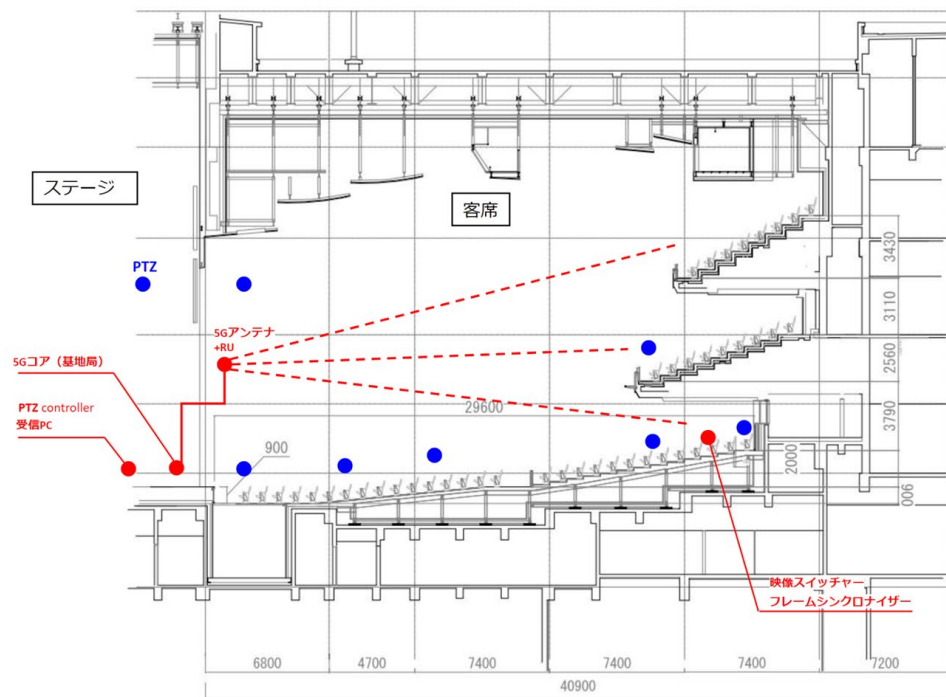 ステージ
客席
PTZ
5Gアンテナ
+RU
5Gコア（基地局）
PTZ controller
受信PC
900
29600
3430
3110
2560
3790
2000
900
映像スイッチャー
フレームシンクロナイザー
6800
4700
7400
7400
7400
7200
40900